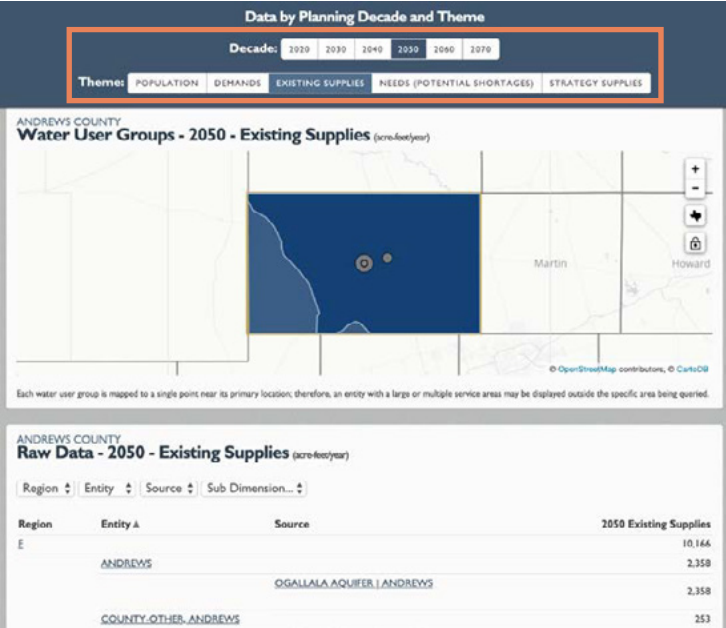 Data by Planning Decade and Theme
Decade: 2020 2030 2040 2050 2060 2070
Theme: POPULATION DEMANDS EXISTING SUPPLIES NEEDS (POTENTIAL SHORTAGES) STRATEGY SUPPLIES
ANDREWS COUNTY
Water User Groups - 2050 - Existing Supplies (acre-feet/year)
+
-
Martin
Howard
© OpenStreetMap contributors, © CartoDB
Each water user group is mapped to a single point near its primary location; therefore, an entity with a large or multiple service areas may be displayed outside the specific area being queried.
ANDREWS COUNTY
Raw Data - 2050 - Existing Supplies (acre-feet/year)
Region Entity Source Sub Dimension...
Region Entity Source 2050 Existing Supplies
F 10,166
ANDREWS 2,358
OGALLALA AQUIFER | ANDREWS 2,358
COUNTY-OTHER, ANDREWS 253